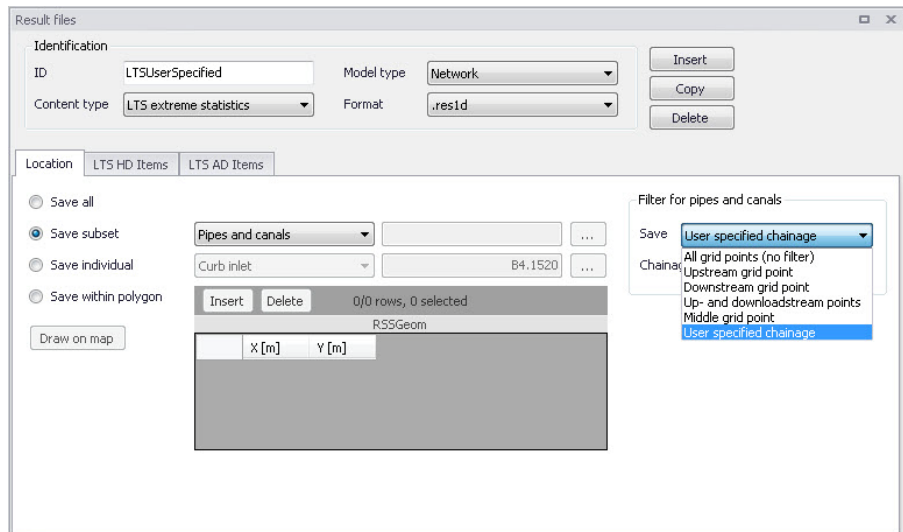 Result files
Identification
ID LTSUserSpecified Model type Network Insert
Content type LTS extreme statistics Format .res1d Copy
Delete
Location LTS HD Items LTS AD Items
Save all Filter for pipes and canals
Save subset Pipes and canals ... Save User specified chainage
Save individual Curb inlet B4.1520 ...
All grid points (no filter)
Upstream grid point
Downstream grid point
Up- and downloadstream points
Middle grid point
User specified chainage
Save within polygon Insert Delete 0/0 rows, 0 selected
Draw on map RSSGeom
X [m] Y [m]